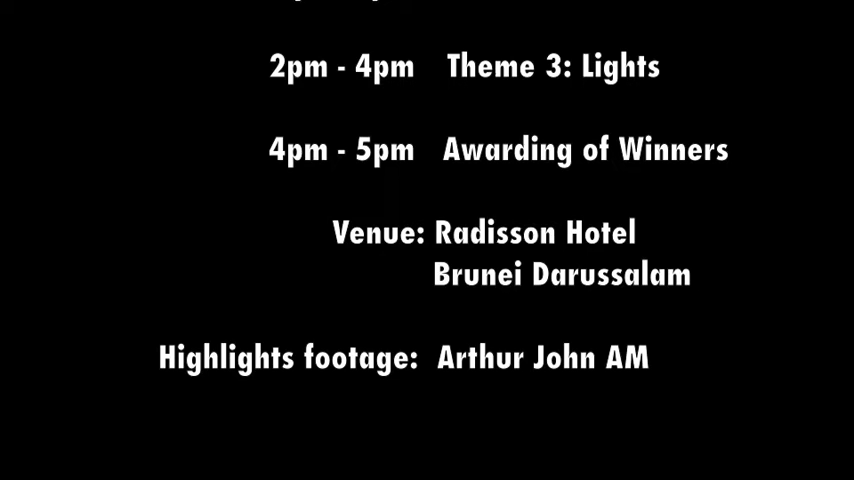 2pm - 4pm Theme 3: Lights
4pm - 5pm Awarding of Winners
Venue: Radisson Hotel
Brunei Darussalam
Highlights footage: Arthur John AM